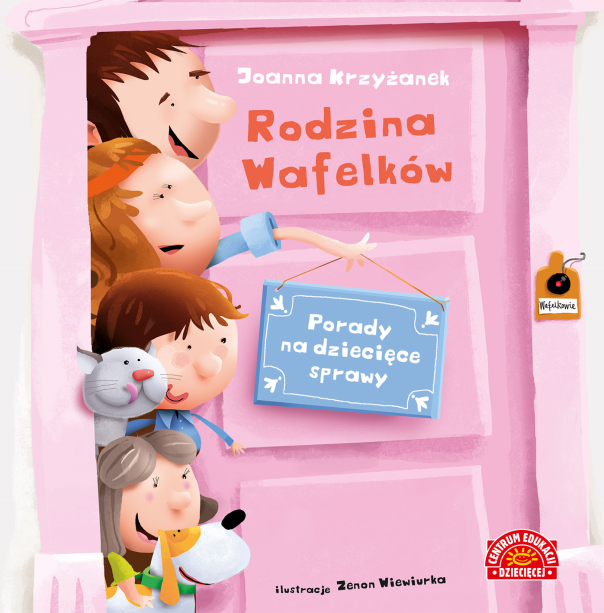 Joanna Krzyżanek
Rodzina
Wafelków
Wafelkowie
Porady
na dziecięce
sprawy
CENTRUM EDUKACJI
DZIECIĘCEJ
ilustracje Zenon Wiewiurka